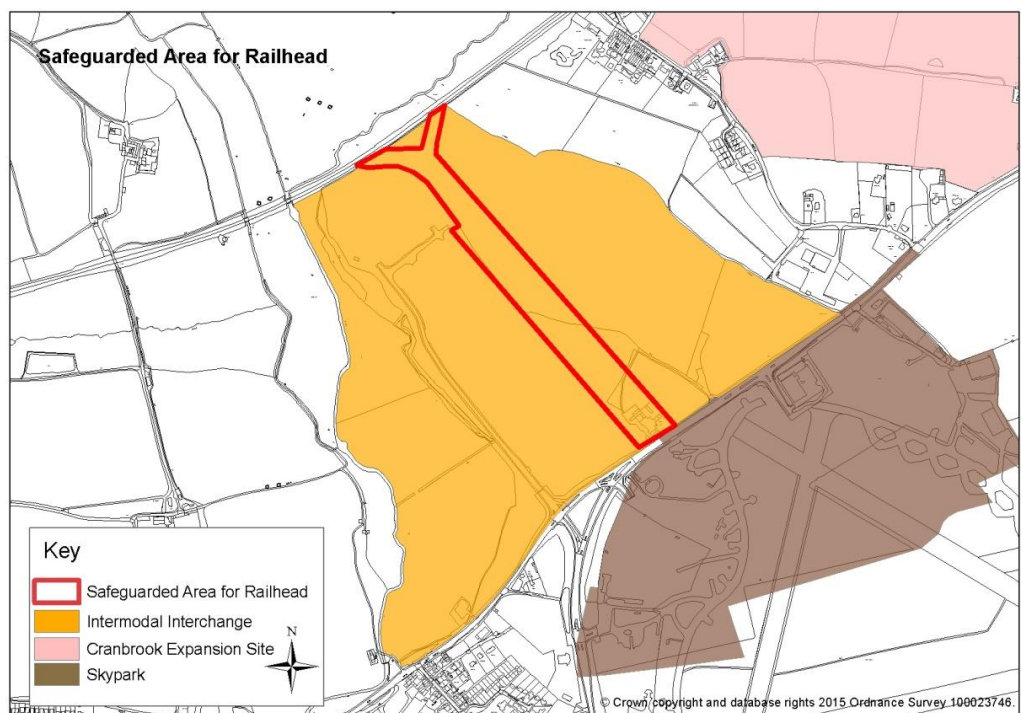 Safeguarded Area for Railhead
Key
Safeguarded Area for Railhead
Intermodal Interchange
Cranbrook Expansion Site
Skypark
N
© Crown copyright and database rights 2015 Ordnance Survey 100023746.